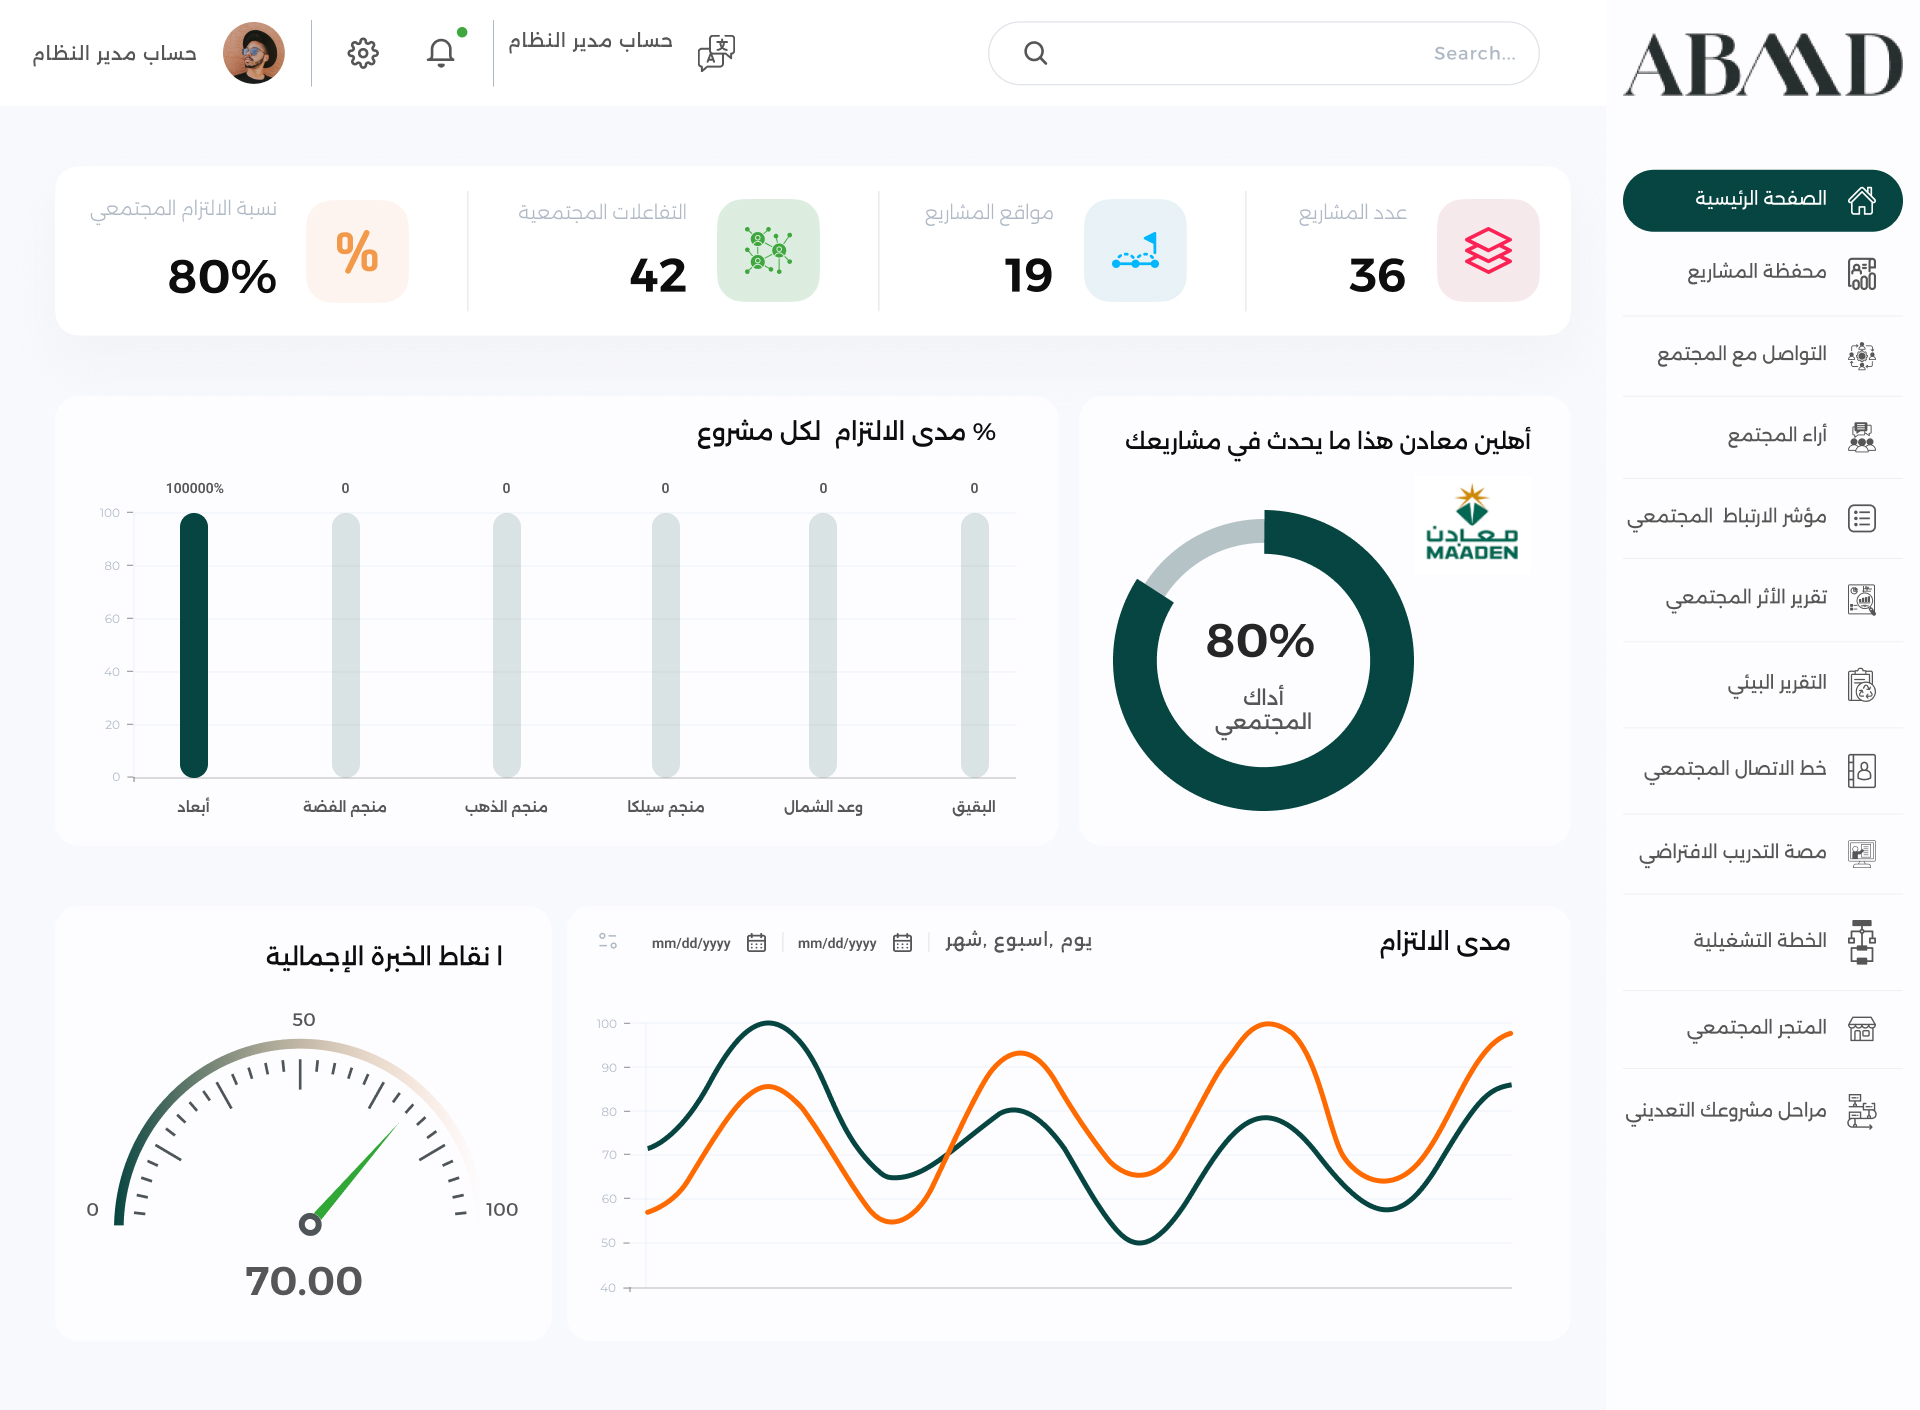 ABMD
Search...
حساب مدير النظام
حساب مدير النظام
الصفحة الرئيسية
محفظة المشاريع
التواصل مع المجتمع
أراء المجتمع
مؤشر الارتباط المجتمعي
تقرير الأثر المجتمعي
التقرير البيئي
خط الاتصال المجتمعي
مصة التدريب الافتراضي
الخطة التشغيلية
المتجر المجتمعي
مراحل مشروعك التعديني
عدد المشاريع
36
مواقع المشاريع
19
التفاعلات المجتمعية
42
نسبة الالتزام المجتمعي
80%
%
أهلين معادن هذا ما يحدث في مشاريعك
معادن
MAADEN
80%
أداك
المجتمعي
% مدى الالتزام لكل مشروع
100000% 0 0 0 0 0
100
80
60
40
20
0
أبعاد
منجم الفضة
منجم الذهب
منجم سيلكا
وعد الشمال
البقيق
مدى الالتزام
يوم ,اسبوع ,شهر
mm/dd/yyyy
mm/dd/yyyy
100
90
80
70
60
50
40
ا نقاط الخبرة الإجمالية
50
0
100
70.00